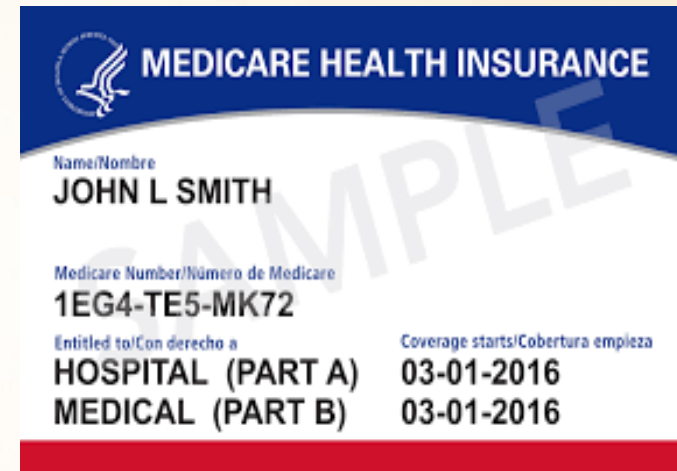 MEDICARE HEALTH INSURANCE
Name/Nombre
JOHN L SMITH
Medicare Number/Número de Medicare
1EG4-TE5-MK72
Entitled to/Con derecho a Coverage starts/Cobertura empieza
HOSPITAL (PART A) 03-01-2016
MEDICAL (PART B) 03-01-2016
SAMPLE